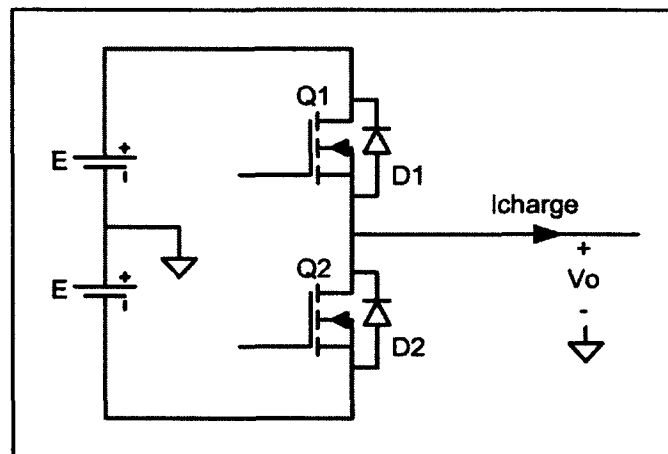 Q1
E
+
-
D1
Icharge
+
Vo
-
Q2
E
+
-
D2